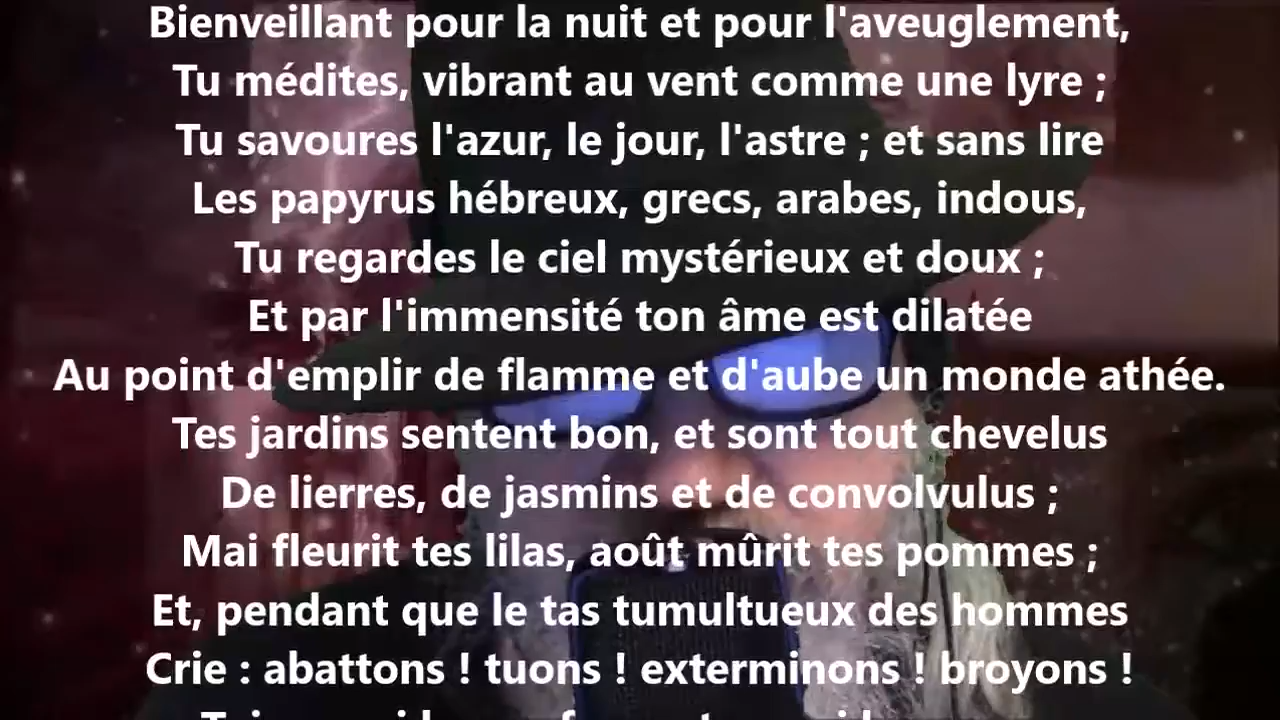 Bienveillant pour la nuit et pour l'aveuglement,
Tu médites, vibrant au vent comme une lyre ;
Tu savoures l'azur, le jour, l'astre ; et sans lire
Les papyrus hébreux, grecs, arabes, indous,
Tu regardes le ciel mystérieux et doux ;
Et par l'immensité ton âme est dilatée
Au point d'emplir de flamme et d'aube un monde athée.
Tes jardins sentent bon, et sont tout chevelus
De lierres, de jasmins et de convolvulus ;
Mai fleurit tes lilas, août mûrit tes pommes ;
Et, pendant que le tas tumultueux des hommes
Crie : abattons ! tuons ! exterminons ! broyons !